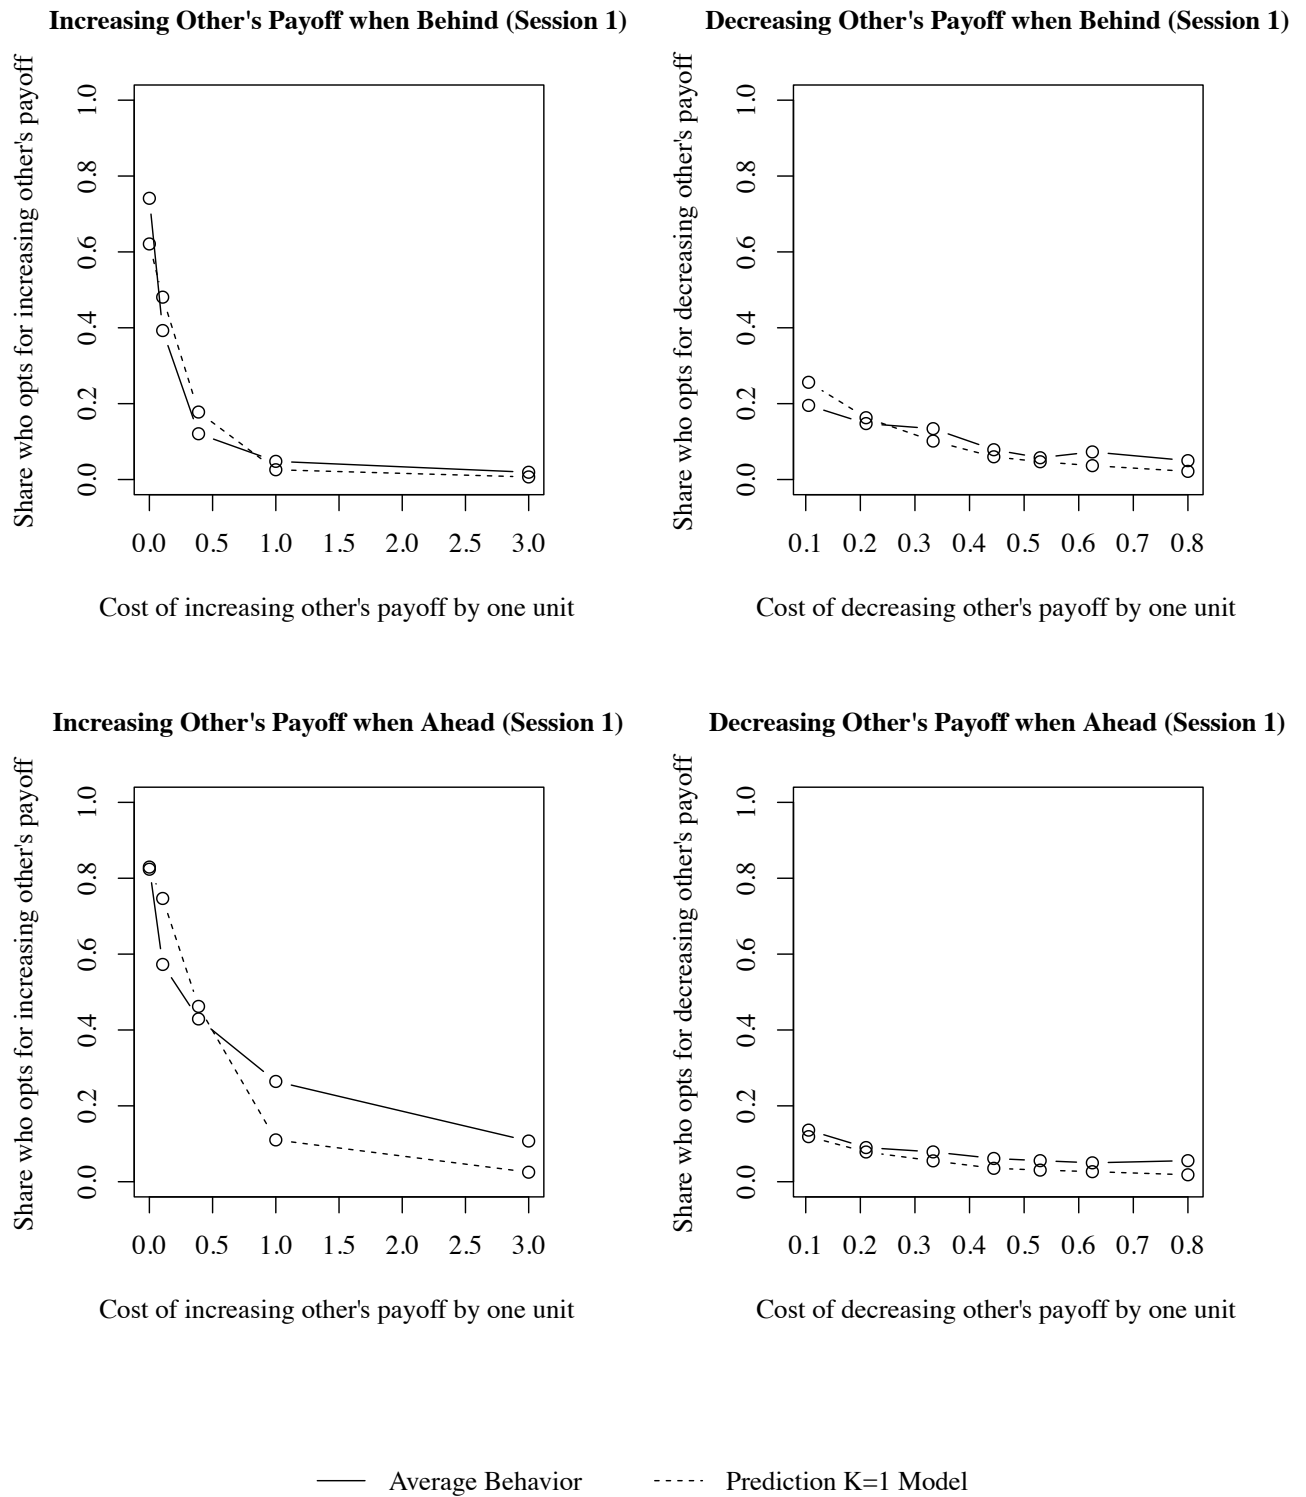 Increasing Other's Payoff when Behind (Session 1)
Share who opts for increasing other's payoff
1.0
0.8
0.6
0.4
0.2
0.0
0.0 0.5 1.0 1.5 2.0 2.5 3.0
Cost of increasing other's payoff by one unit
Decreasing Other's Payoff when Behind (Session 1)
Share who opts for decreasing other's payoff
1.0
0.8
0.6
0.4
0.2
0.0
0.1 0.2 0.3 0.4 0.5 0.6 0.7 0.8
Cost of decreasing other's payoff by one unit
Increasing Other's Payoff when Ahead (Session 1)
Share who opts for increasing other's payoff
1.0
0.8
0.6
0.4
0.2
0.0
0.0 0.5 1.0 1.5 2.0 2.5 3.0
Cost of increasing other's payoff by one unit
Decreasing Other's Payoff when Ahead (Session 1)
Share who opts for decreasing other's payoff
1.0
0.8
0.6
0.4
0.2
0.0
0.1 0.2 0.3 0.4 0.5 0.6 0.7 0.8
Cost of decreasing other's payoff by one unit
Average Behavior
Prediction K=1 Model